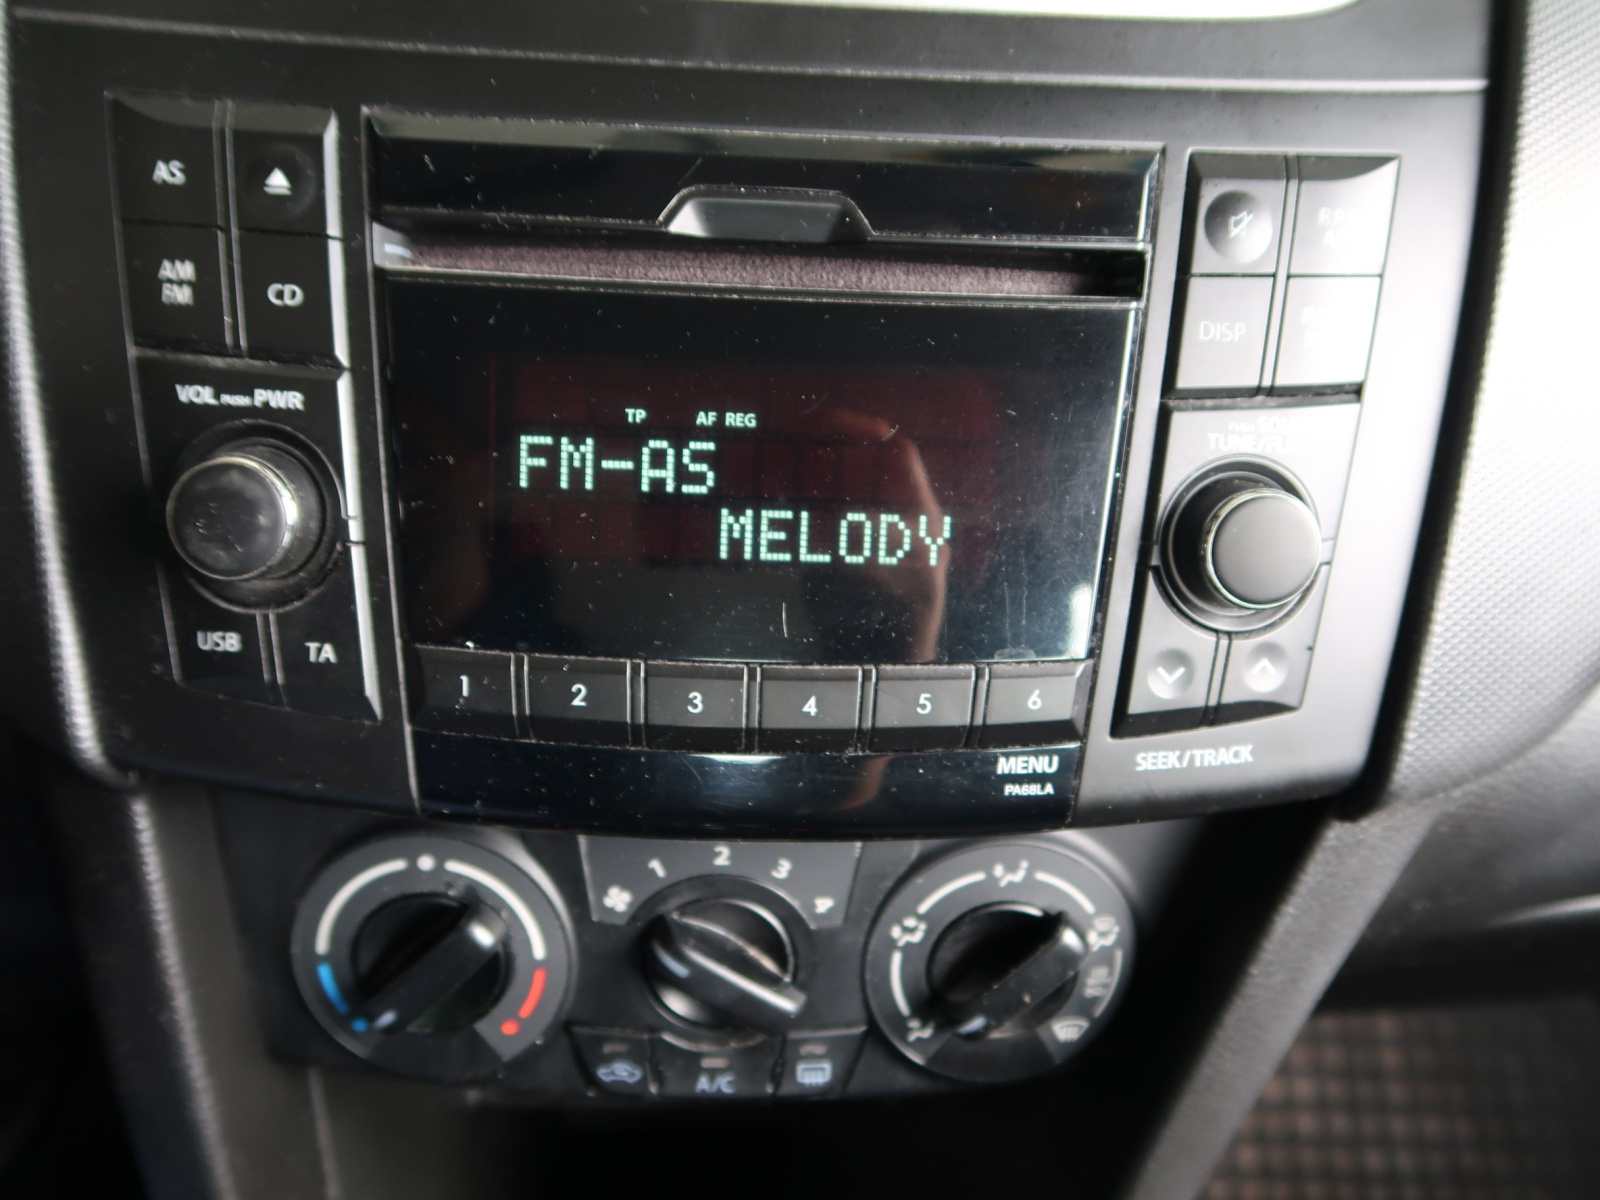 AS
AM
FM
CD
VOL PUSH PWR
USB
TA
TP AF REG
FM-AS
MELODY
1 2 3 4 5 6
MENU
PA68LA
DISP
SEEK/TRACK
1 2 3 4
A/C